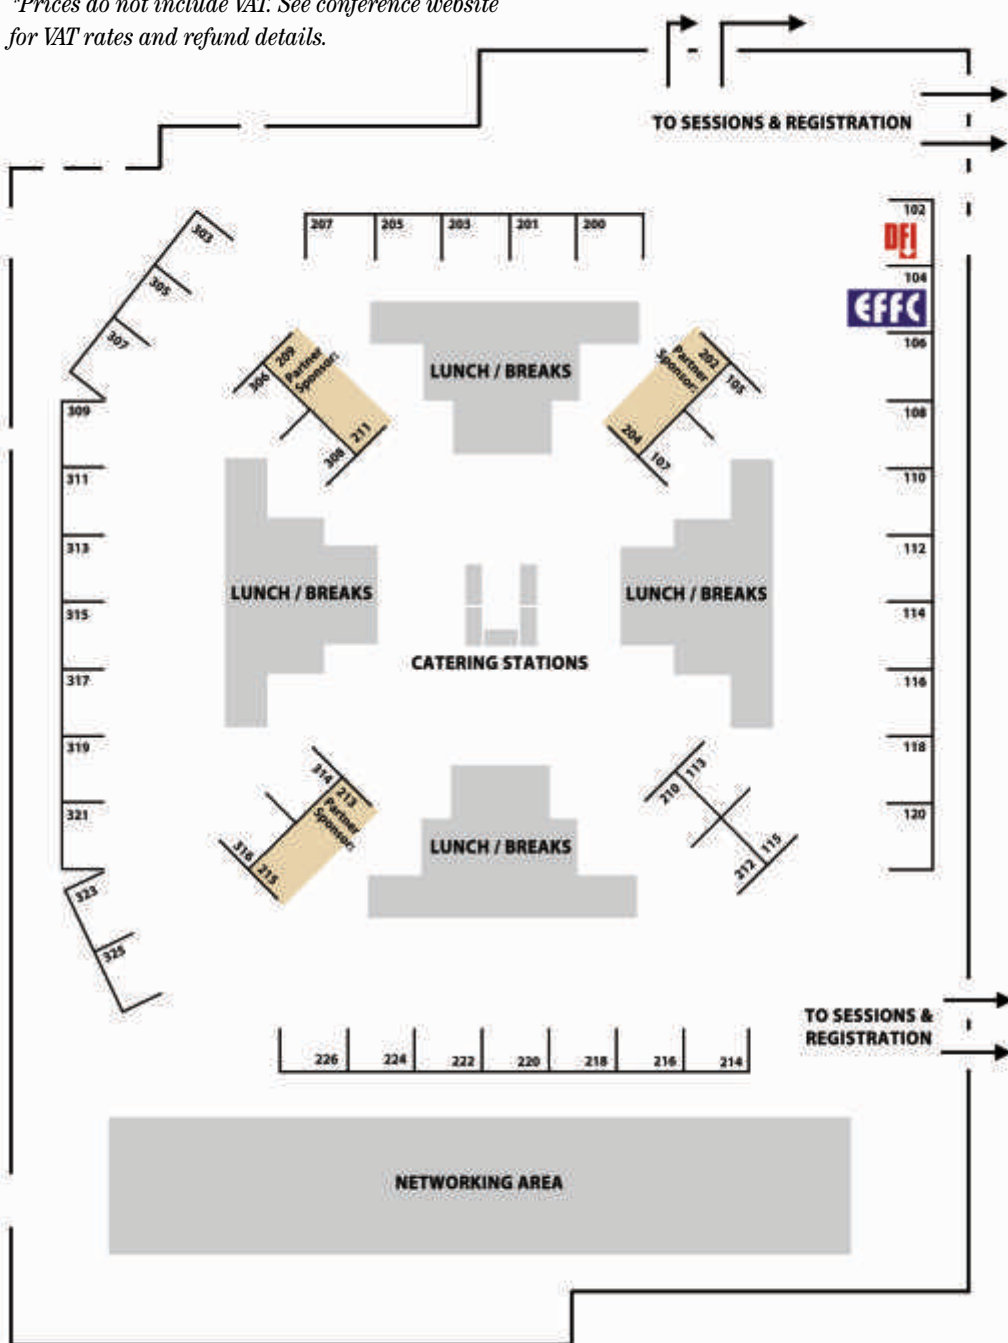 *Prices do not include VAT. See conference website
for VAT rates and refund details.
TO SESSIONS & REGISTRATION
207 205 203 201 200
102
DFI
104
EFFC
106
108
110
112
114
116
118
120
303
305
307
309
311
313
315
317
319
321
323
325
209
306
Partner
Sponsor:
308
211
202
105
Partner
Sponsor:
204
107
LUNCH / BREAKS
LUNCH / BREAKS
LUNCH / BREAKS
CATERING STATIONS
314
213
Partner
Sponsor:
316
215
113
210
115
212
LUNCH / BREAKS
TO SESSIONS &
REGISTRATION
226 224 222 220 218 216 214
NETWORKING AREA